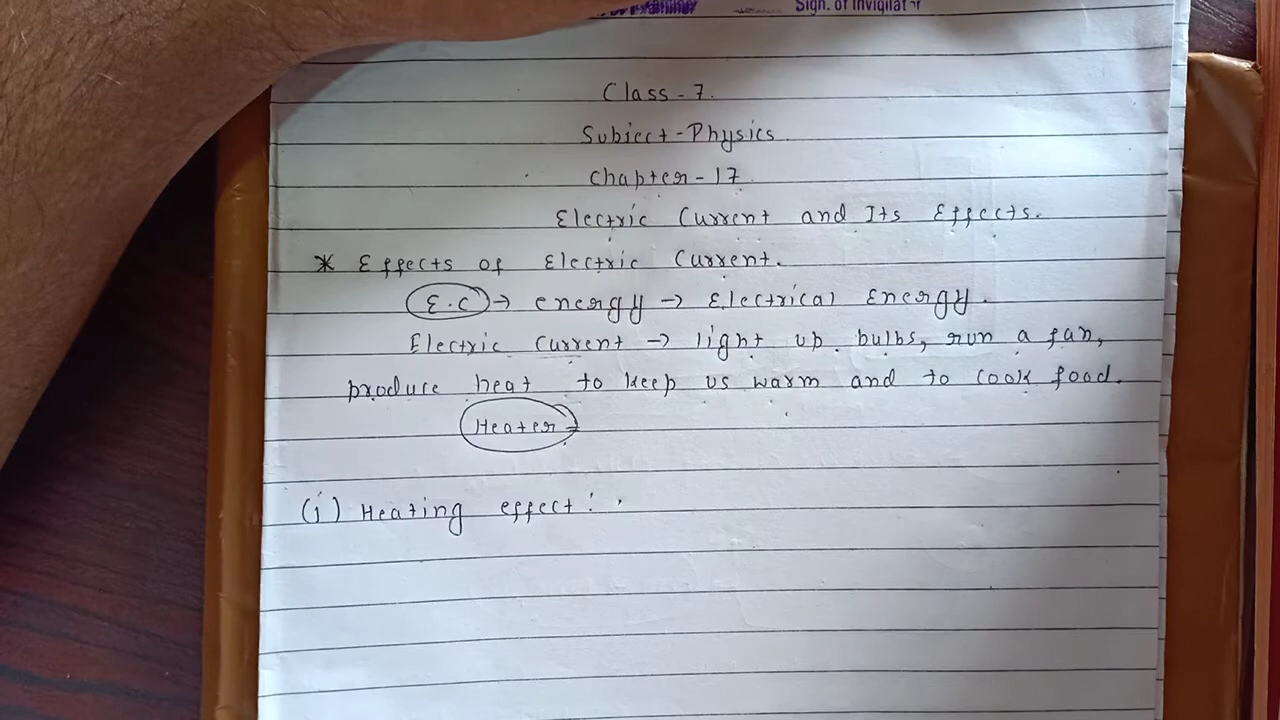 Sign. of Invigilator
Class - 7.
Subject - Physics.
Chapter - 17
Electric Current and Its Effects.
* Effects of Electric Current.
E.C → energy → Electrical Energy.
Electric Current → light up bulbs, run a fan,
produce heat to keep us warm and to cook food.
Heater →
(i) Heating effect :